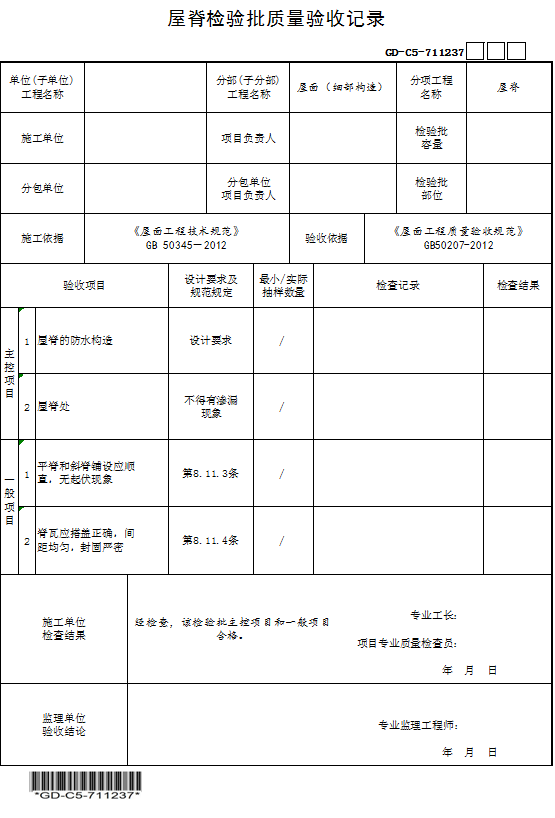 屋脊检验批质量验收记录
GD-C5-711237
单位(子单位)
工程名称
分部(子分部)
工程名称
屋面（细部构造）
分项工程
名称
屋脊
施工单位
项目负责人
检验批
容量
分包单位
分包单位
项目负责人
检验批
部位
施工依据
《屋面工程技术规范》
GB 50345－2012
验收依据
《屋面工程质量验收规范》
GB50207-2012
验收项目
设计要求及
规范规定
最小/实际
抽样数量
检查记录
检查结果
主控项目
1
屋脊的防水构造
设计要求
/
2
屋脊处
不得有渗漏
现象
/
一般项目
1
平脊和斜脊铺设应顺
直，无起伏现象
第8.11.3条
/
2
脊瓦应搭盖正确，间
距均匀，封固严密
第8.11.4条
/
施工单位
检查结果
经检查，该检验批主控项目和一般项目
合格。
专业工长：
项目专业质量检查员：
年 月 日
监理单位
验收结论
专业监理工程师：
年 月 日
*GD-C5-711237*